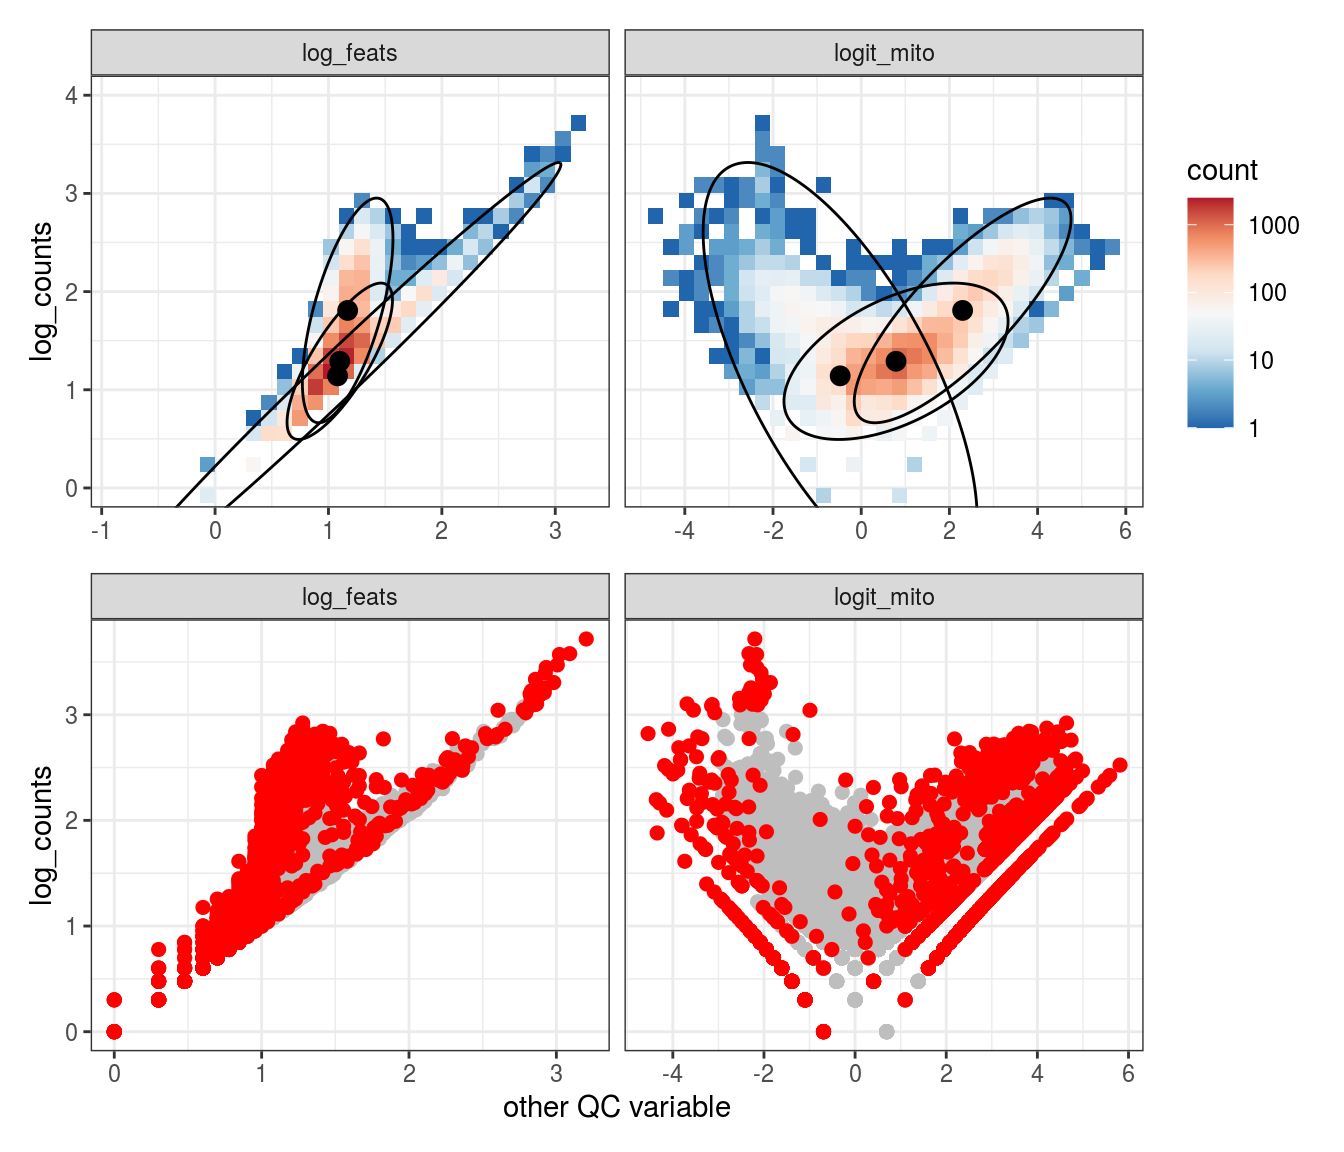 log_feats
logit_mito
4
3
2
1
0
log_counts
-1 0 1 2 3
-4 -2 0 2 4 6
count
1000
100
10
1
log_feats
logit_mito
3
2
1
0
log_counts
0 1 2 3
-4 -2 0 2 4 6
other QC variable